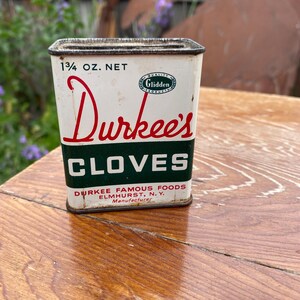 1¾ OZ. NET
Glidden
Durkee's
CLOVES
DURKEE FAMOUS FOODS
ELMHURST, N.Y.
Manufacturer